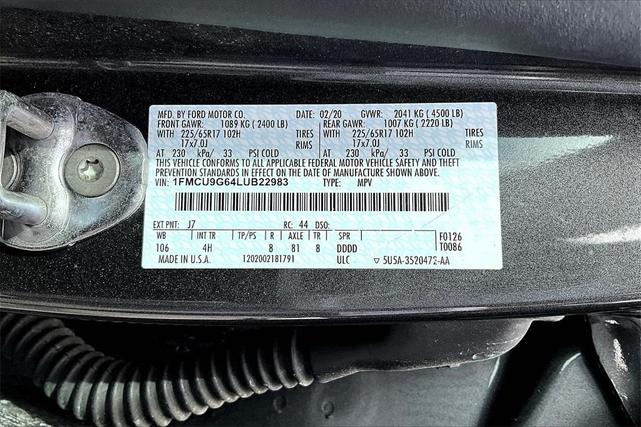 MFD. BY FORD MOTOR CO. 02/20 GVWR: 2041 KG ( 4500 LB)
FRONT GAWR: 1089 KG ( 2400 LB) REAR GAWR: 1007 KG ( 2220 LB)
WITH 225/65R17 102H TIRES WITH 225/65R17 102H TIRES
17x7.0J RIMS 17x7.0J RIMS
AT 230 kPa/ 33 PSI COLD AT 230 kPa/ 33 PSI COLD
THIS VEHICLE CONFORMS TO ALL APPLICABLE FEDERAL MOTOR VEHICLE SAFETY AND THEFT
PREVENTION STANDARDS IN EFFECT ON THE DATE OF MANUFACTURE SHOWN ABOVE.
VIN: 1FMCU9G64LUB22983 TYPE: MPV
EXT PNT: J7 RC: 44 DSO:
WB INT TR TP/PS R AXLE TR SPR F0126
106 4H 8 81 8 DDDD T0086
MADE IN U.S.A. 1202002181791 ULC ▽ 5U5A-3520472-AA